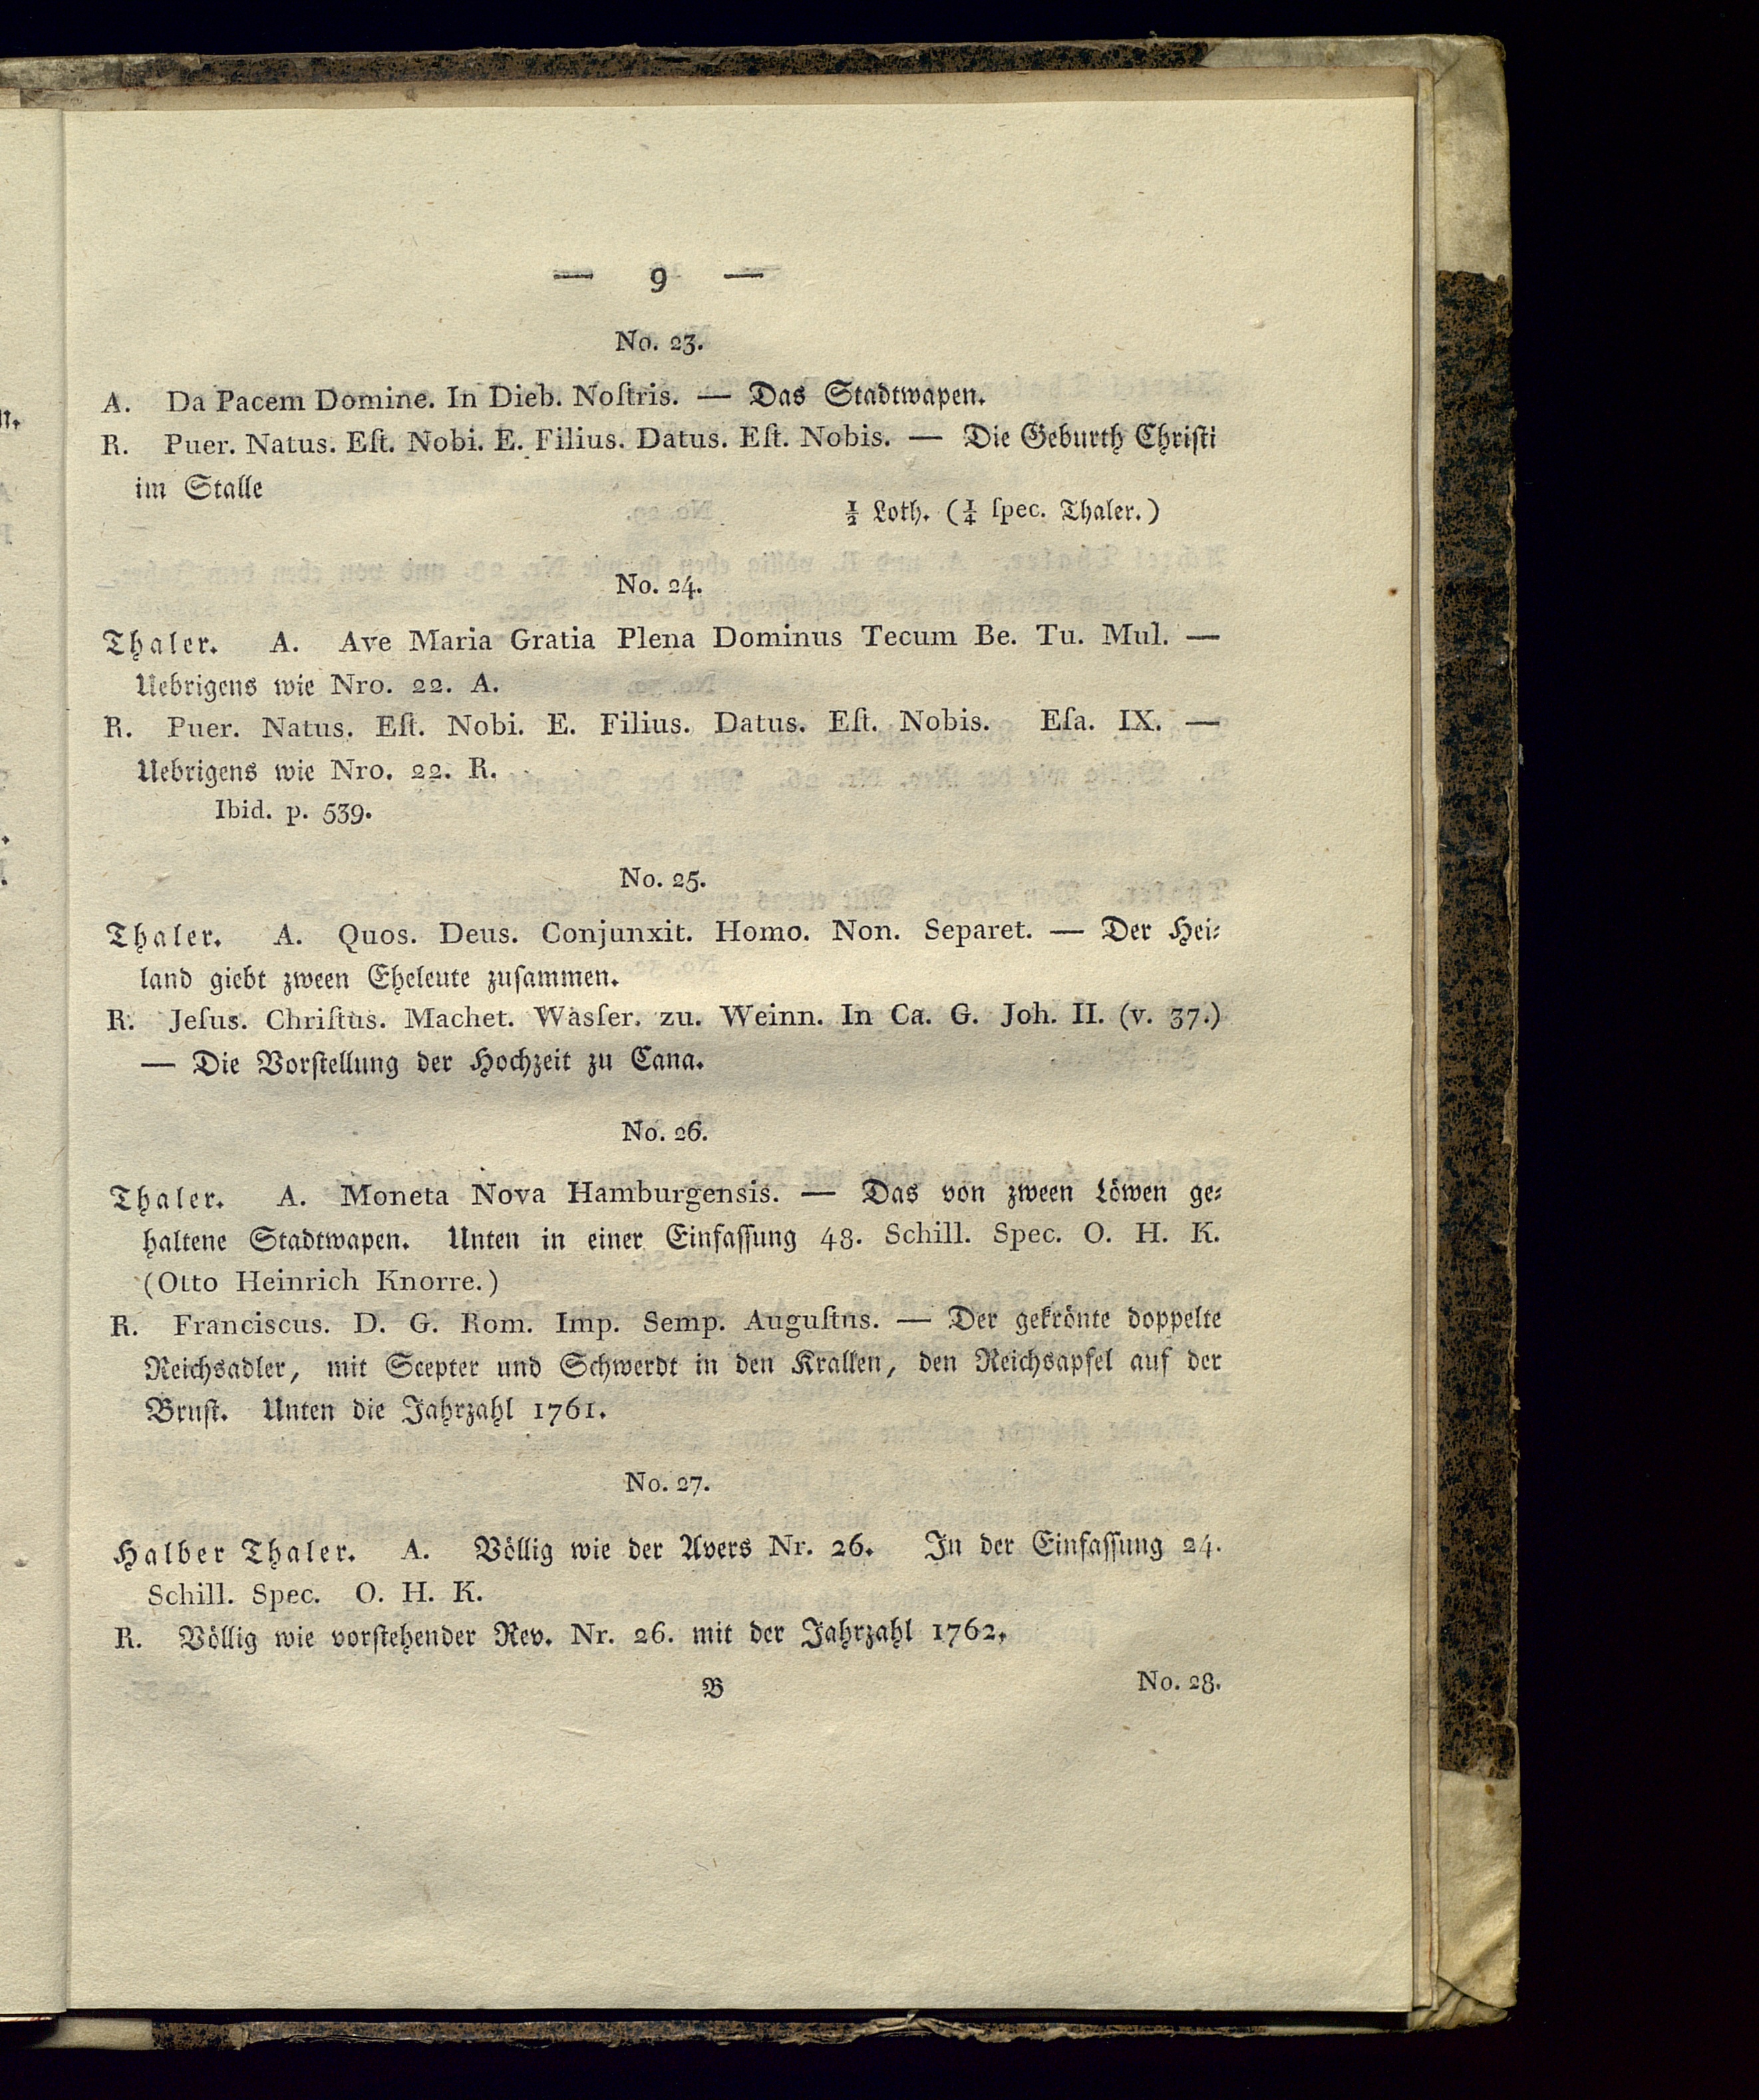 — 9 —
No. 23.
A. Da Pacem Domine. In Dieb. Noſtris. — Das Stadtwapen.
R. Puer. Natus. Eſt. Nobi. E. Filius. Datus. Eſt. Nobis. — Die Geburth Chriſti
im Stalle
½ Loth. (¼ ſpec. Thaler.)
No. 24.
Thaler. A. Ave Maria Gratia Plena Dominus Tecum Be. Tu. Mul. —
Uebrigens wie Nro. 22. A.
R. Puer. Natus. Eſt. Nobi. E. Filius. Datus. Eſt. Nobis. Eſa. IX. —
Uebrigens wie Nro. 22. R.
Ibid. p. 539.
No. 25.
Thaler. A. Quos. Deus. Conjunxit. Homo. Non. Separet. — Der Hei⸗
land giebt zween Eheleute zuſammen.
R. Jeſus. Chriſtus. Machet. Wasſer. zu. Weinn. In Ca. G. Joh. II. (v. 37.)
— Die Vorſtellung der Hochzeit zu Cana.
No. 26.
Thaler. A. Moneta Nova Hamburgensis. — Das von zween Löwen ge⸗
haltene Stadtwapen. Unten in einer Einfaſſung 48. Schill. Spec. O. H. K.
(Otto Heinrich Knorre.)
R. Franciscus. D. G. Rom. Imp. Semp. Auguſtns. — Der gekrönte doppelte
Reichsadler, mit Scepter und Schwerdt in den Krallen, den Reichsapfel auf der
Bruſt. Unten die Jahrzahl 1761.
No. 27.
Halber Thaler. A. Völlig wie der Avers Nr. 26. In der Einfaſſung 24.
Schill. Spec. O. H. K.
R. Völlig wie vorſtehender Rev. Nr. 26. mit der Jahrzahl 1762.
B No. 28.